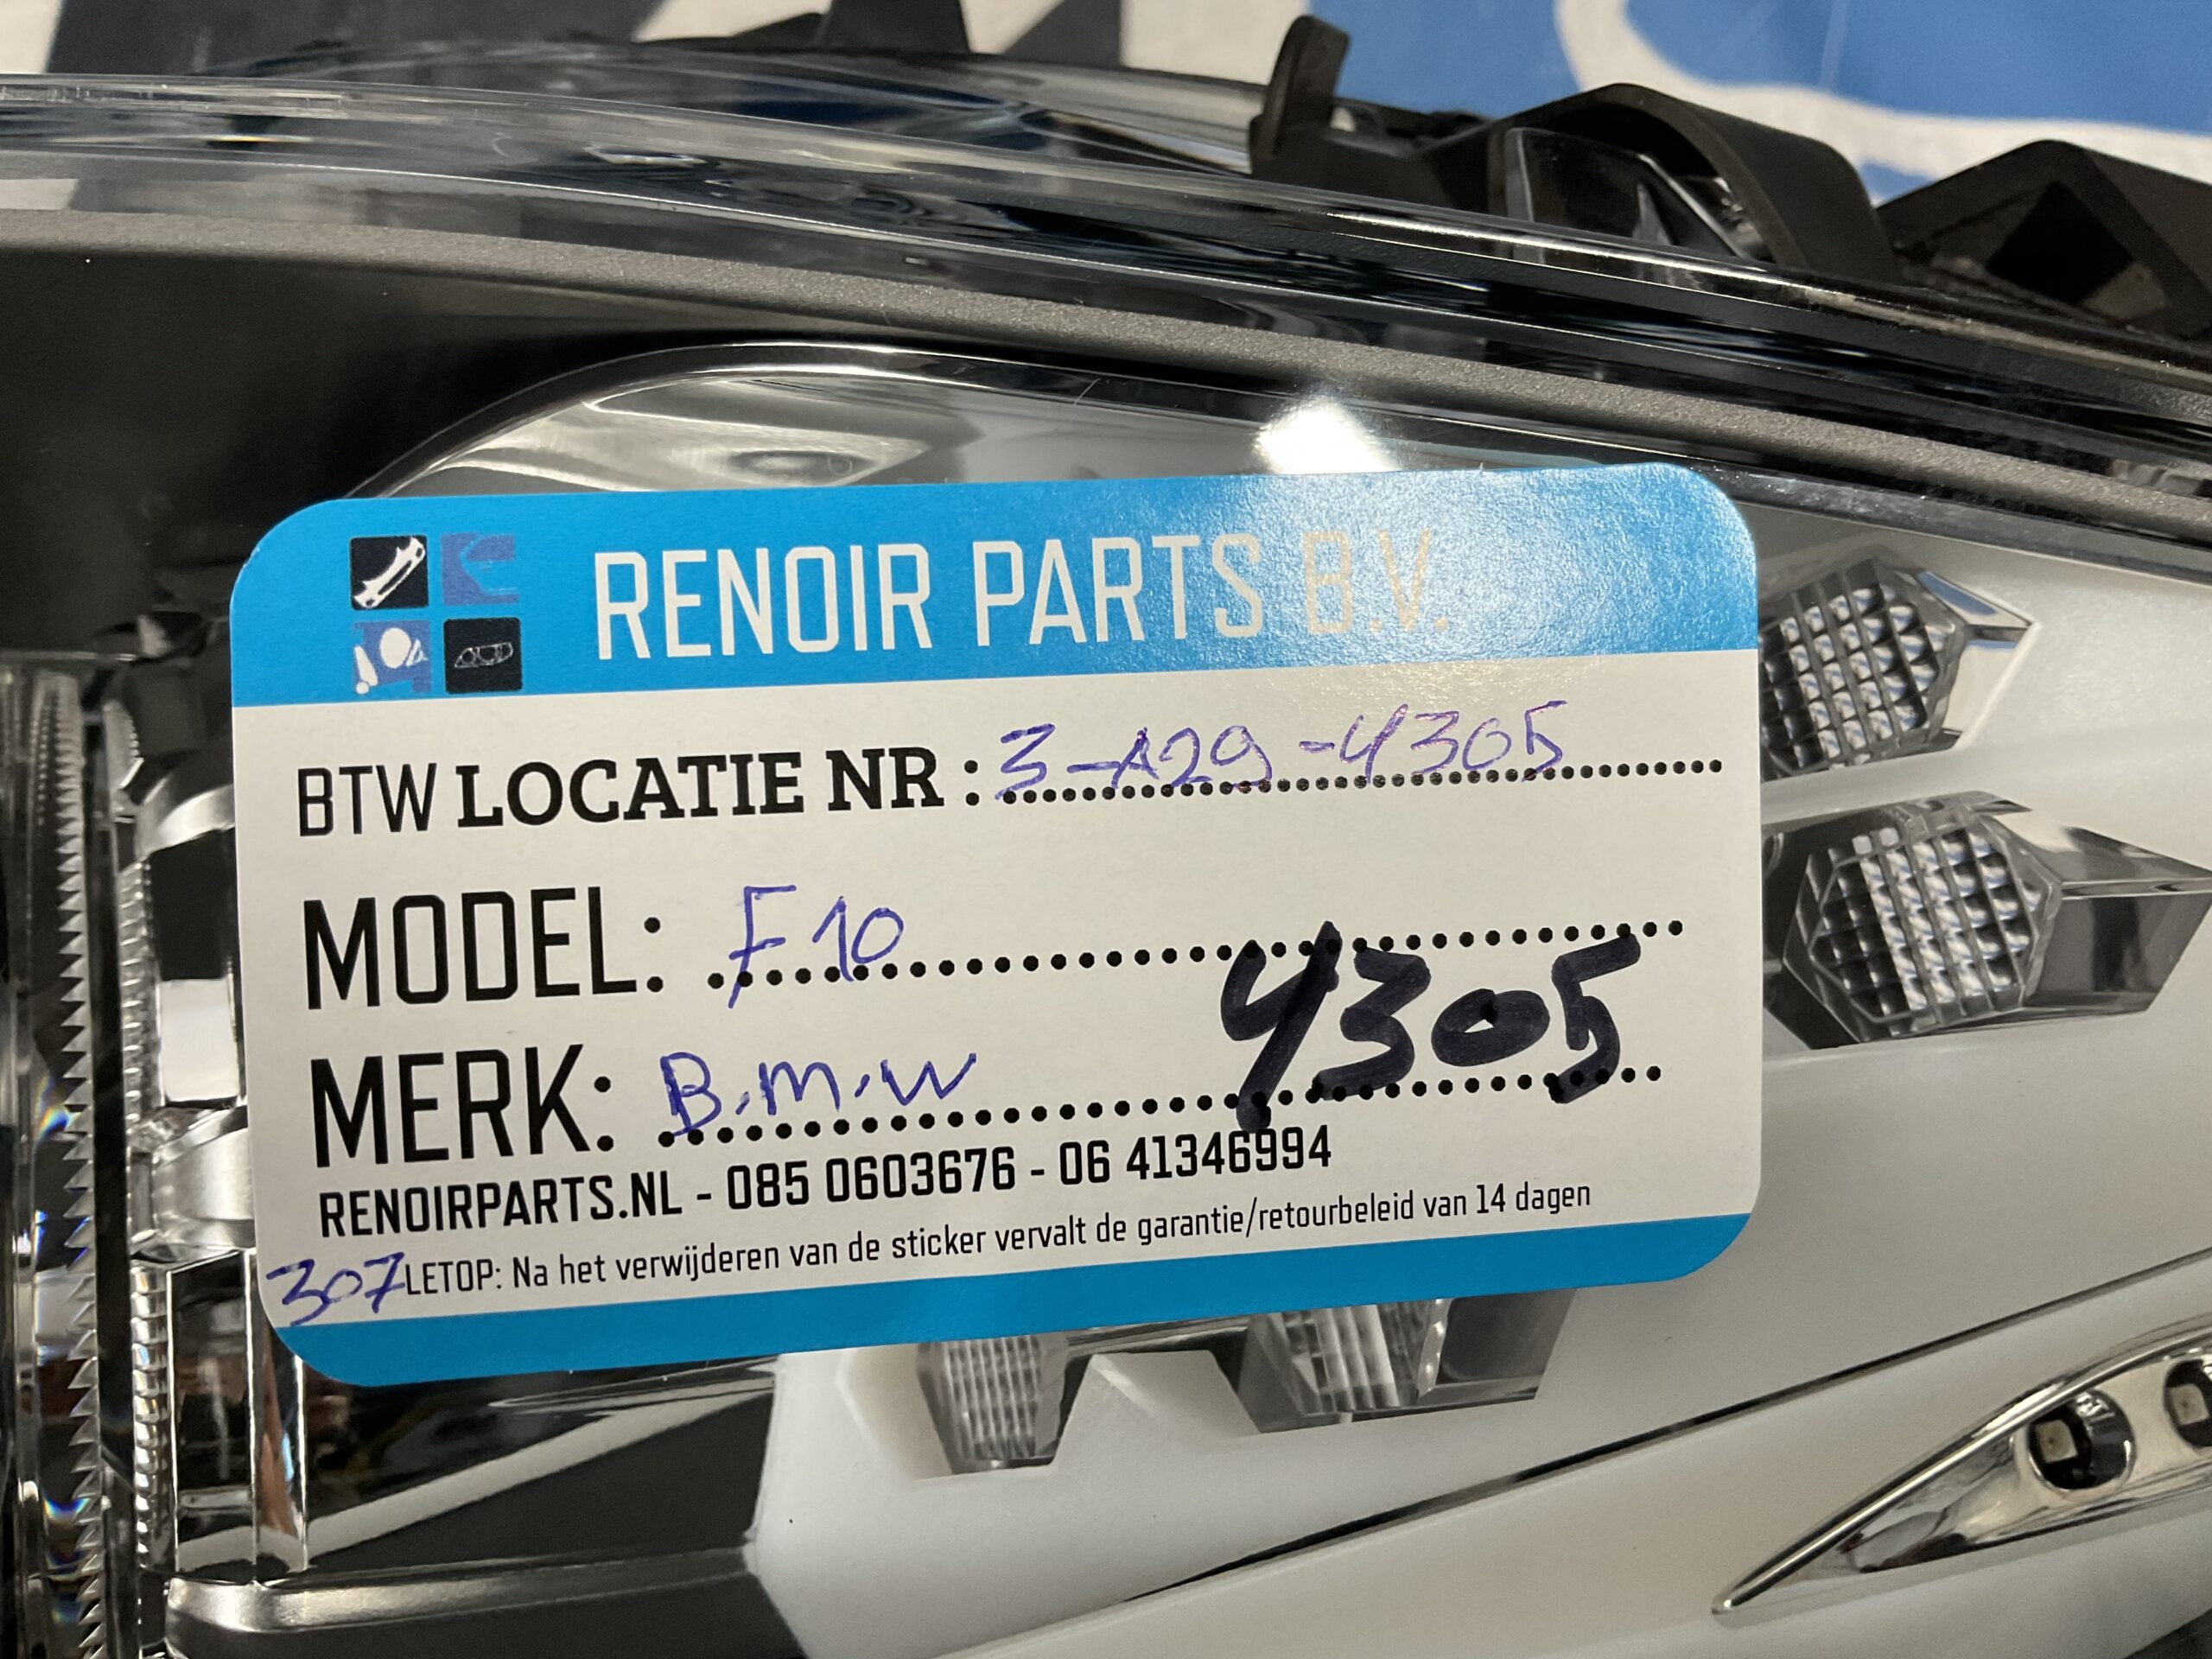 RENOIR PARTS B.V.
BTW LOCATIE NR : 3-A29-4305
MODEL: F10
4305
MERK: B.M.W
RENOIRPARTS.NL - 085 0603676 - 06 41346994
307 LETOP: Na het verwijderen van de sticker vervalt de garantie/retourbeleid van 14 dagen